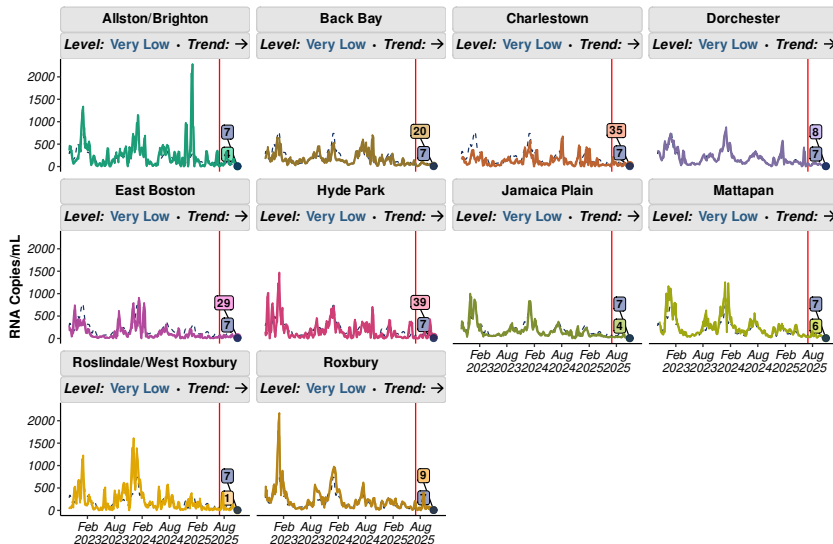 Allston/Brighton
Back Bay
Charlestown
Dorchester
Level: Very Low · Trend: →
Level: Very Low · Trend: →
Level: Very Low · Trend: →
Level: Very Low · Trend: →
2000
1500
1000
500
0
7
4
20
7
35
7
8
7
East Boston
Hyde Park
Jamaica Plain
Mattapan
Level: Very Low · Trend: →
Level: Very Low · Trend: →
Level: Very Low · Trend: →
Level: Very Low · Trend: →
RNA Copies/mL
2000
1500
1000
500
0
29
7
39
7
7
4
7
6
Feb 2023
Aug 2023
Feb 2024
Aug 2024
Feb 2025
Aug 2025
Feb 2023
Aug 2023
Feb 2024
Aug 2024
Feb 2025
Aug 2025
Roslindale/West Roxbury
Roxbury
Level: Very Low · Trend: →
Level: Very Low · Trend: →
2000
1500
1000
500
0
7
1
9
7
Feb 2023
Aug 2023
Feb 2024
Aug 2024
Feb 2025
Aug 2025
Feb 2023
Aug 2023
Feb 2024
Aug 2024
Feb 2025
Aug 2025